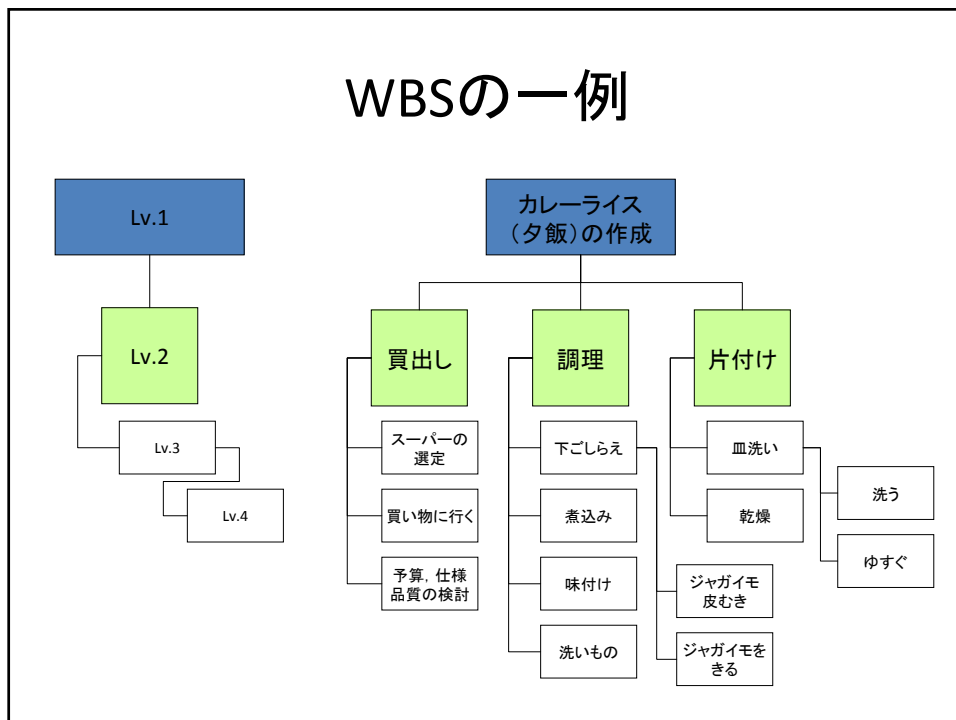 WBSの一例
Lv.1
Lv.2
Lv.3
Lv.4
カレーライス
（夕飯）の作成
買出し
スーパーの
選定
買い物に行く
予算，仕様
品質の検討
調理
下ごしらえ
煮込み
味付け
洗いもの
ジャガイモ
皮むき
ジャガイモを
きる
片付け
皿洗い
乾燥
洗う
ゆすぐ